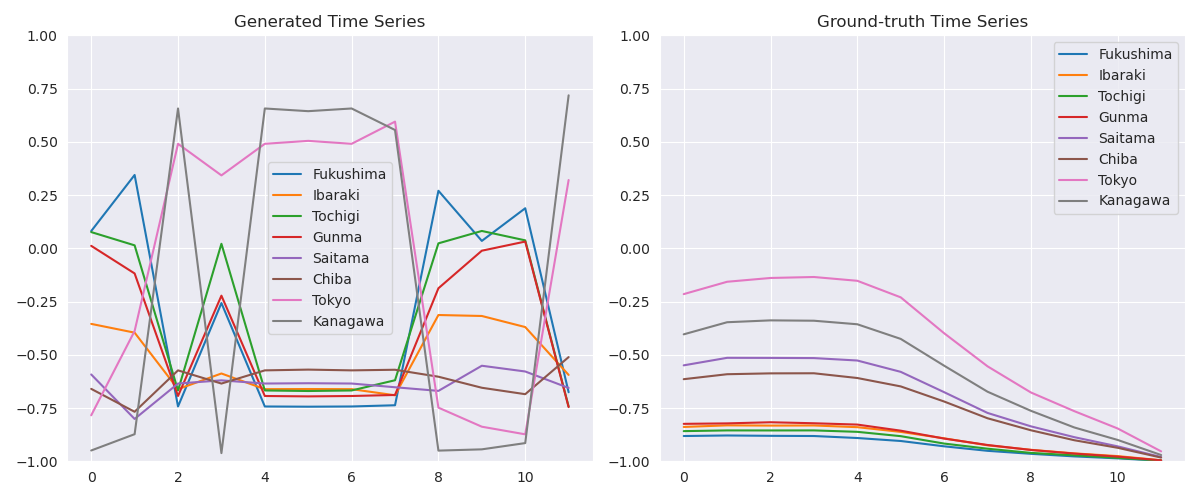 Generated Time Series
1.00
0.75
0.50
0.25
0.00
−0.25
−0.50
−0.75
−1.00
0 2 4 6 8 10
Fukushima
Ibaraki
Tochigi
Gunma
Saitama
Chiba
Tokyo
Kanagawa
Ground-truth Time Series
1.00
0.75
0.50
0.25
0.00
−0.25
−0.50
−0.75
−1.00
0 2 4 6 8 10
Fukushima
Ibaraki
Tochigi
Gunma
Saitama
Chiba
Tokyo
Kanagawa